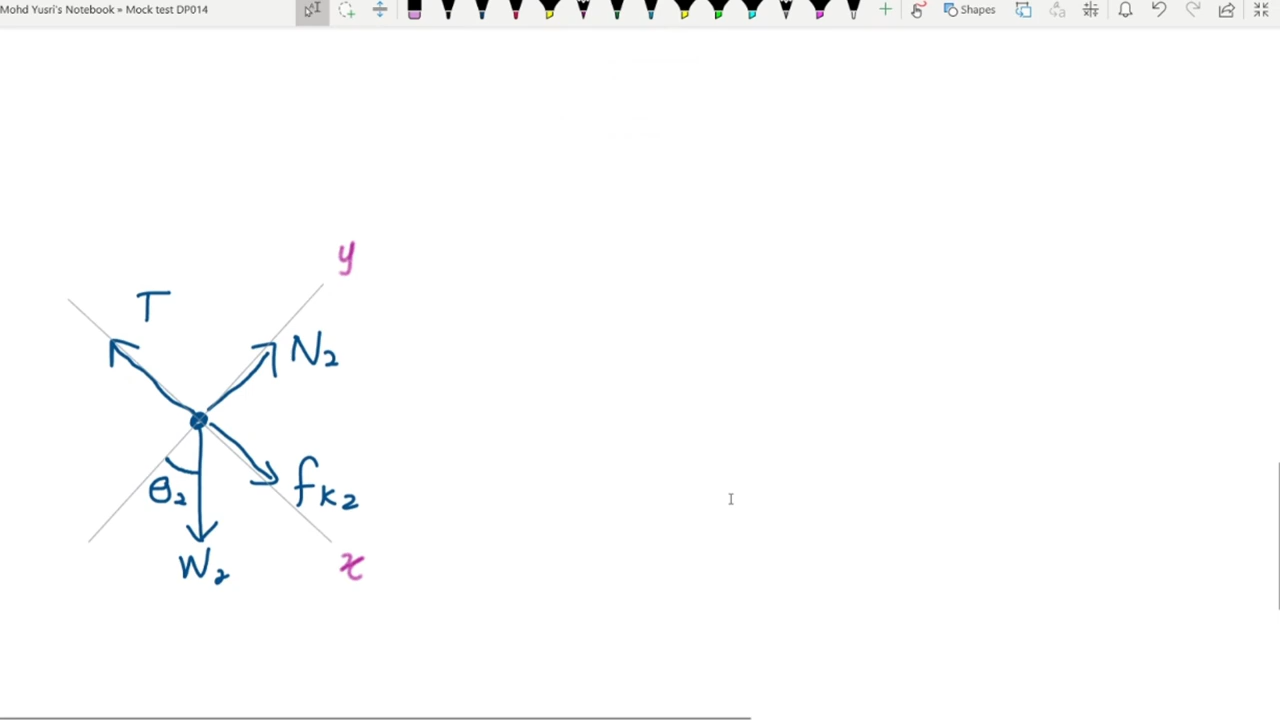 Mohd Yusri's Notebook » Mock test DP014
Shapes
y
T
N₂
θ₂
fₖ₂
W₂
x